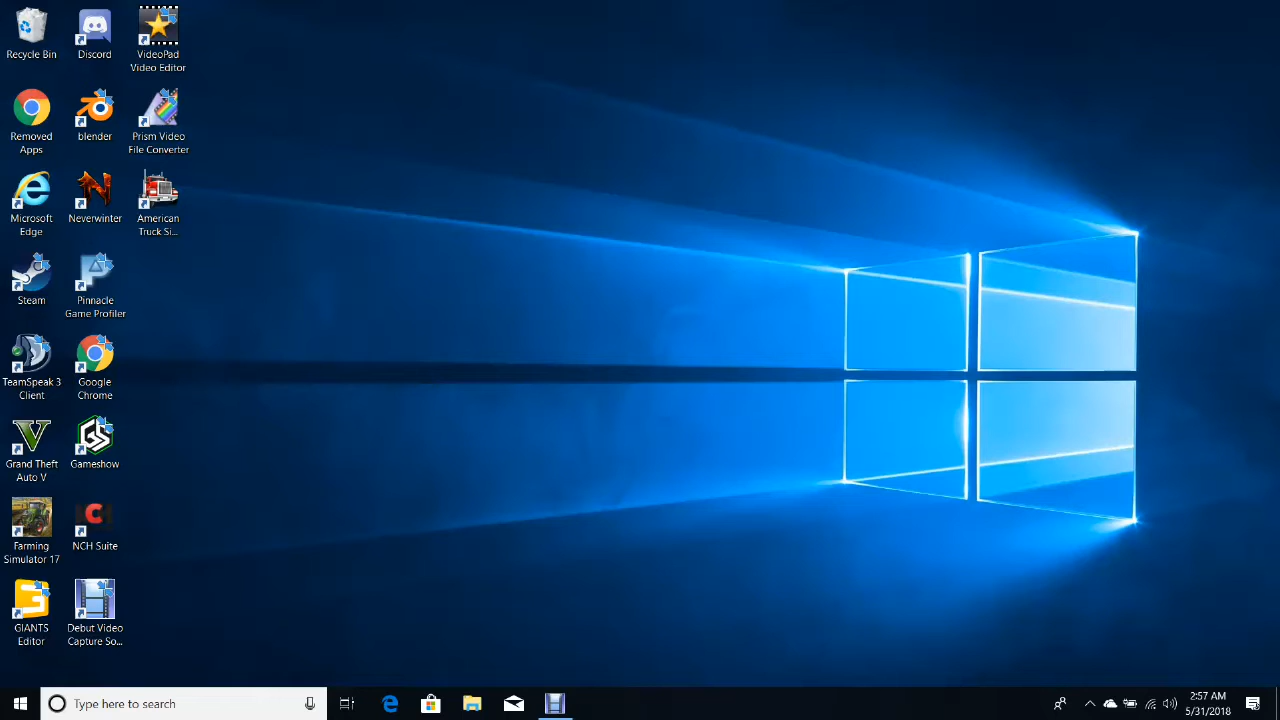 Recycle Bin
Discord
VideoPad
Video Editor
Removed
Apps
blender
Prism Video
File Converter
Microsoft
Edge
Neverwinter
American
Truck Si...
Steam
Pinnacle
Game Profiler
TeamSpeak 3
Client
Google
Chrome
Grand Theft
Auto V
Gameshow
Farming
Simulator 17
NCH Suite
GIANTS
Editor
Debut Video
Capture So...
Type here to search
2:57 AM
5/31/2018